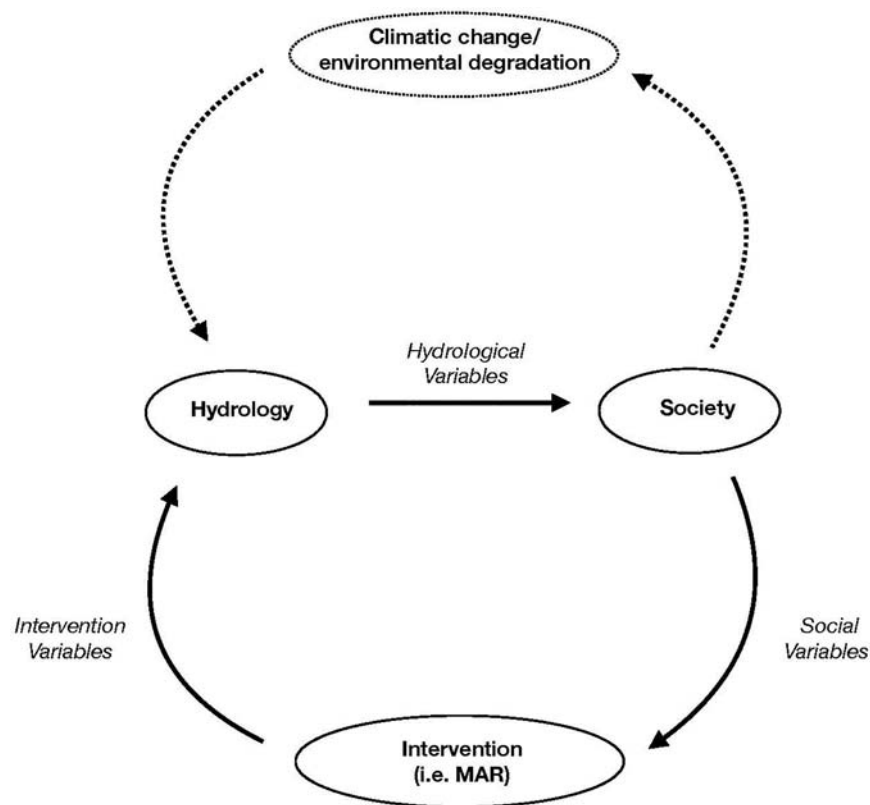 Climatic change/
environmental degradation
Hydrological
Variables
Hydrology
Society
Intervention
Variables
Social
Variables
Intervention
(i.e. MAR)